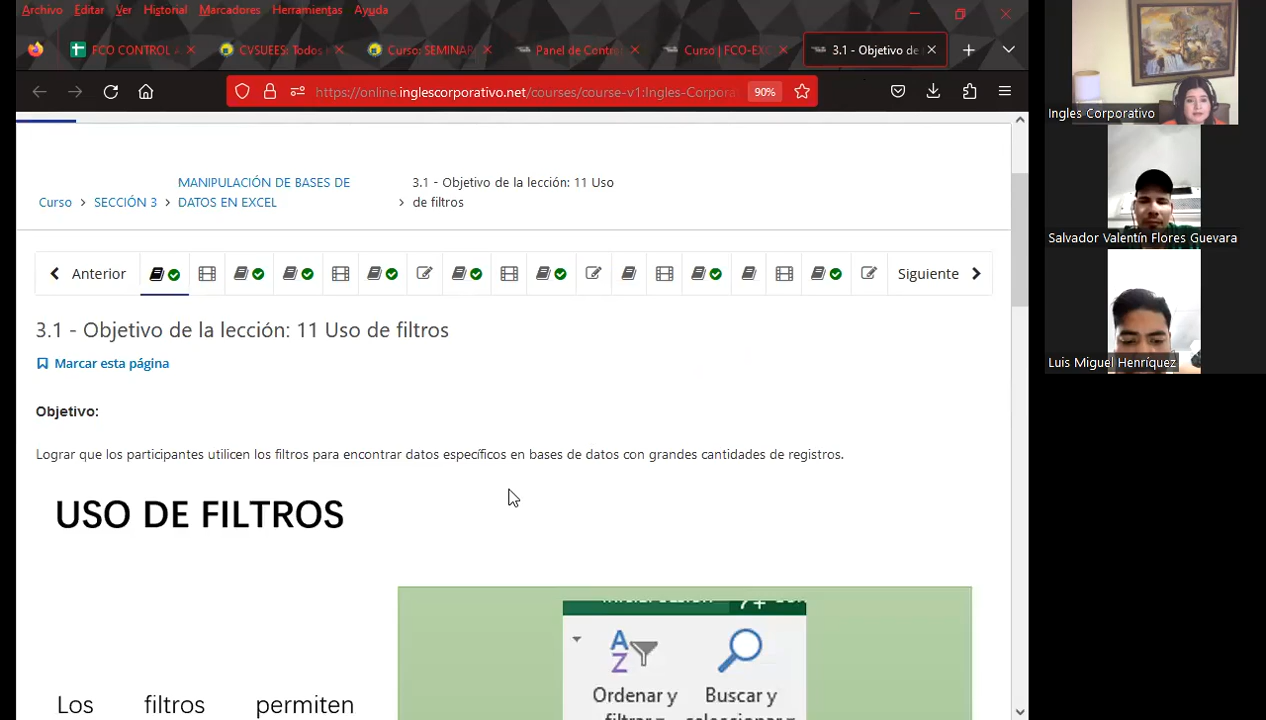 Archivo Editar Ver Historial Marcadores Herramientas Ayuda
FCO CONTROL A
CVSUEES: Todos
Curso: SEMINAR
Panel de Contro
Curso | FCO-EXC
3.1 - Objetivo de
https://online.inglescorporativo.net/courses/course-v1:Ingles-Corpora
90%
MANIPULACIÓN DE BASES DE
3.1 - Objetivo de la lección: 11 Uso
Curso > SECCIÓN 3 > DATOS EN EXCEL > de filtros
Anterior
Siguiente
3.1 - Objetivo de la lección: 11 Uso de filtros
Marcar esta página
Objetivo:
Lograr que los participantes utilicen los filtros para encontrar datos específicos en bases de datos con grandes cantidades de registros.
USO DE FILTROS
A
Z
Ordenar y
filtrar
Buscar y
seleccionar
Los filtros permiten
Ingles Corporativo
Salvador Valentín Flores Guevara
Luis Miguel Henríquez